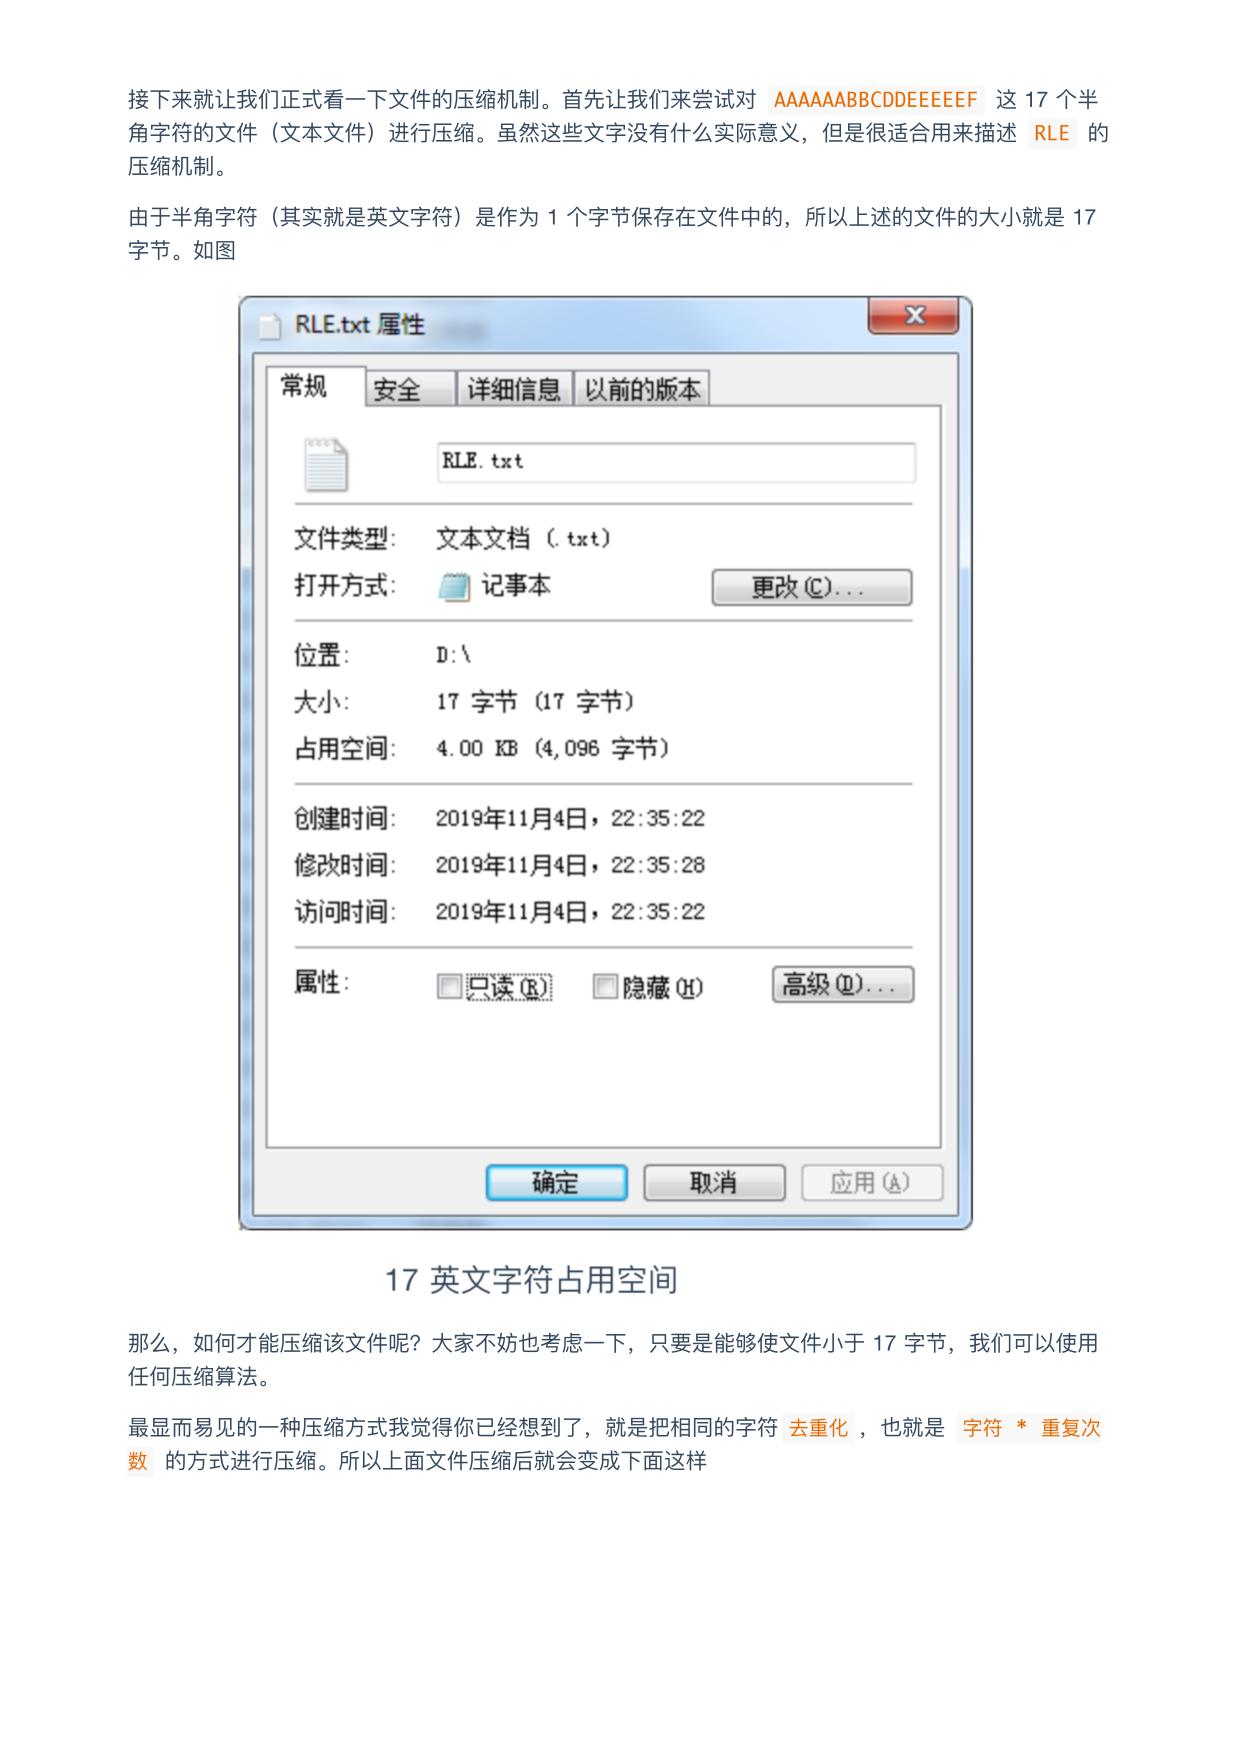 接下来就让我们正式看一下文件的压缩机制。首先让我们来尝试对 AAAAAABBCDDEEEEEF 这 17 个半
角字符的文件（文本文件）进行压缩。虽然这些文字没有什么实际意义，但是很适合用来描述 RLE 的
压缩机制。
由于半角字符（其实就是英文字符）是作为 1 个字节保存在文件中的，所以上述的文件的大小就是 17
字节。如图
RLE.txt 属性
常规 安全 详细信息 以前的版本
RLE.txt
文件类型: 文本文档 (.txt)
打开方式: 记事本 更改(C)...
位置: D:\
大小: 17 字节 (17 字节)
占用空间: 4.00 KB (4,096 字节)
创建时间: 2019年11月4日，22:35:22
修改时间: 2019年11月4日，22:35:28
访问时间: 2019年11月4日，22:35:22
属性: 只读(R) 隐藏(H) 高级(D)...
确定 取消 应用(A)
17 英文字符占用空间
那么，如何才能压缩该文件呢？大家不妨也考虑一下，只要是能够使文件小于 17 字节，我们可以使用
任何压缩算法。
最显而易见的一种压缩方式我觉得你已经想到了，就是把相同的字符 去重化 ，也就是 字符 * 重复次
数 的方式进行压缩。所以上面文件压缩后就会变成下面这样